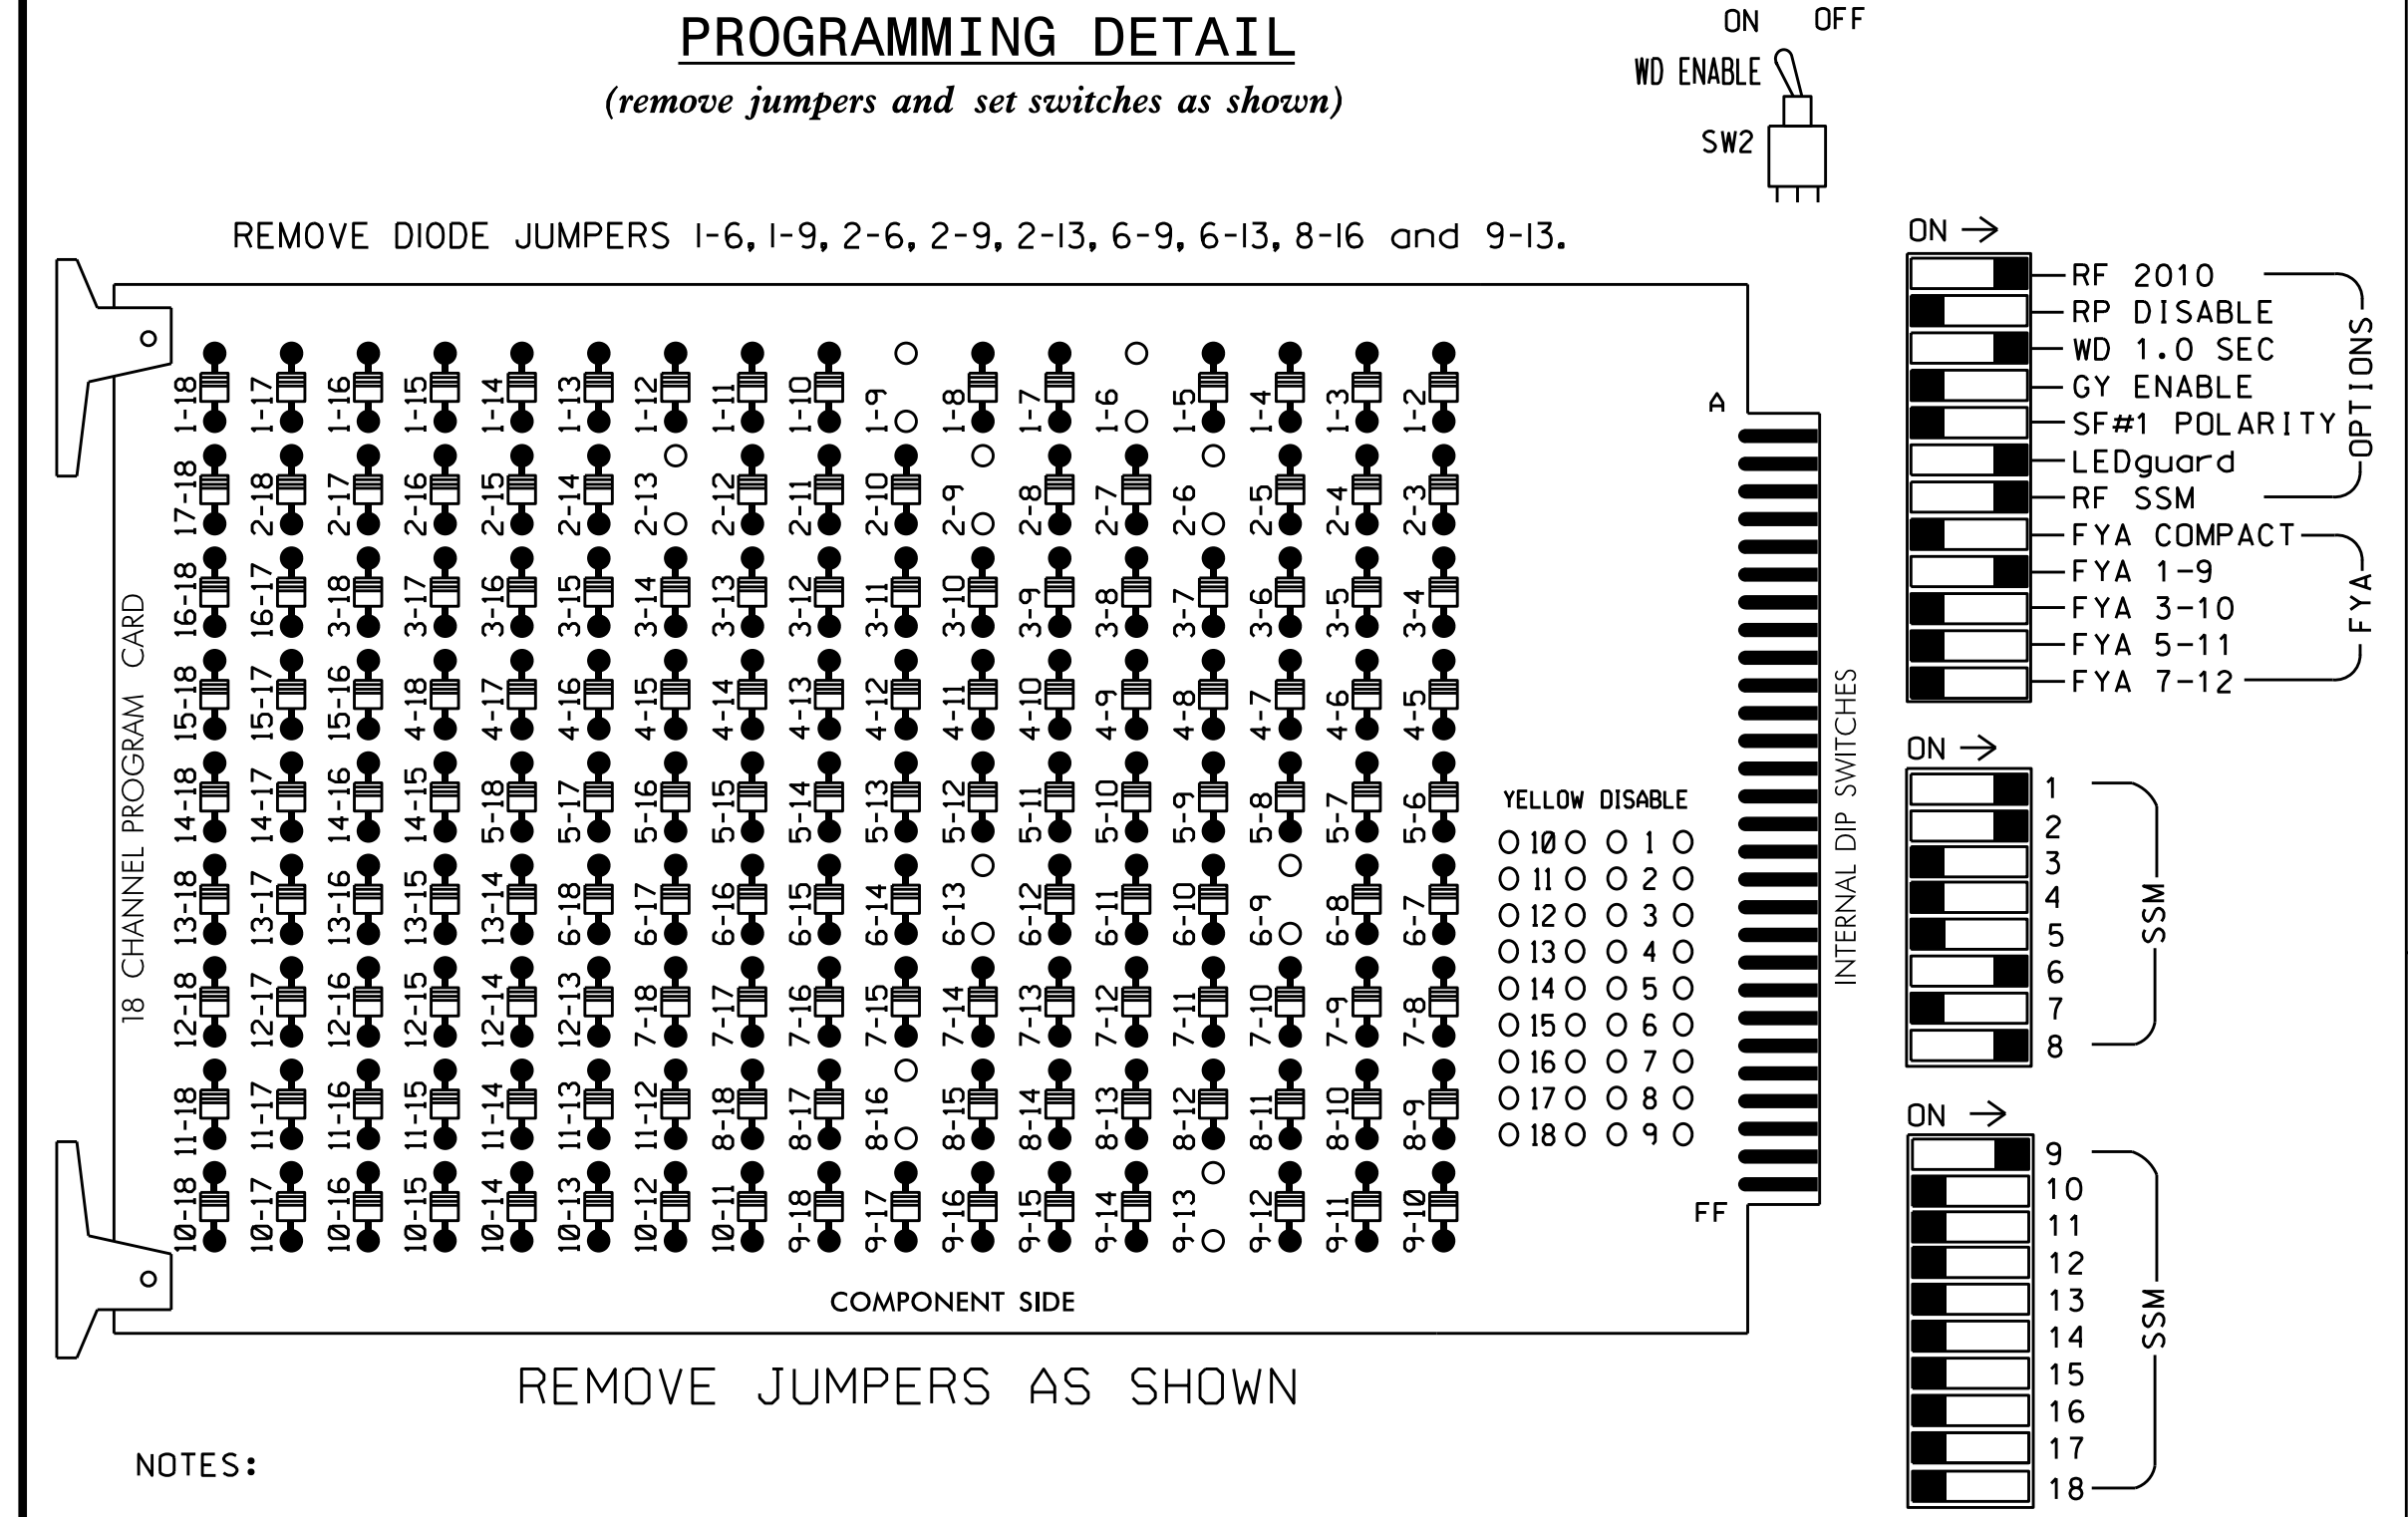 PROGRAMMING DETAIL
(remove jumpers and set switches as shown)
ON OFF
WD ENABLE
SW2
REMOVE DIODE JUMPERS 1-6, 1-9, 2-6, 2-9, 2-13, 6-9, 6-13, 8-16 and 9-13.
18 CHANNEL PROGRAM CARD
1-18 1-17 1-16 1-15 1-14 1-13 1-12 1-11 1-10 1-9 1-8 1-7 1-6 1-5 1-4 1-3 1-2
17-18 2-18 2-17 2-16 2-15 2-14 2-13 2-12 2-11 2-10 2-9 2-8 2-7 2-6 2-5 2-4 2-3
16-18 16-17 3-18 3-17 3-16 3-15 3-14 3-13 3-12 3-11 3-10 3-9 3-8 3-7 3-6 3-5 3-4
15-18 15-17 15-16 4-18 4-17 4-16 4-15 4-14 4-13 4-12 4-11 4-10 4-9 4-8 4-7 4-6 4-5
14-18 14-17 14-16 14-15 5-18 5-17 5-16 5-15 5-14 5-13 5-12 5-11 5-10 5-9 5-8 5-7 5-6
13-18 13-17 13-16 13-15 13-14 6-18 6-17 6-16 6-15 6-14 6-13 6-12 6-11 6-10 6-9 6-8 6-7
12-18 12-17 12-16 12-15 12-14 12-13 7-18 7-17 7-16 7-15 7-14 7-13 7-12 7-11 7-10 7-9 7-8
11-18 11-17 11-16 11-15 11-14 11-13 11-12 8-18 8-17 8-16 8-15 8-14 8-13 8-12 8-11 8-10 8-9
10-18 10-17 10-16 10-15 10-14 10-13 10-12 10-11 9-18 9-17 9-16 9-15 9-14 9-13 9-12 9-11 9-10
A
YELLOW DISABLE
10 1
11 2
12 3
13 4
14 5
15 6
16 7
17 8
18 9
FF
COMPONENT SIDE
INTERNAL DIP SWITCHES
ON
RF 2010
RP DISABLE
WD 1.0 SEC
GY ENABLE
SF#1 POLARITY
LEDguard
RF SSM
OPTIONS
FYA COMPACT
FYA 1-9
FYA 3-10
FYA 5-11
FYA 7-12
FYA
ON
1
2
3
4
5
6
7
8
SSM
ON
9
10
11
12
13
14
15
16
17
18
SSM
REMOVE JUMPERS AS SHOWN
NOTES: